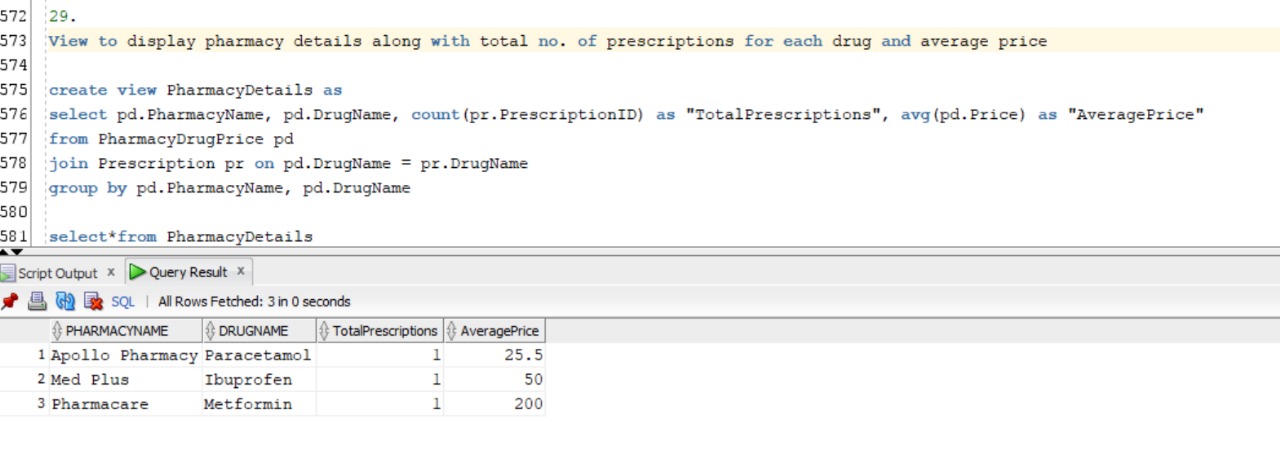 572 29.
573 View to display pharmacy details along with total no. of prescriptions for each drug and average price
574
575 create view PharmacyDetails as
576 select pd.PharmacyName, pd.DrugName, count(pr.PrescriptionID) as "TotalPrescriptions", avg(pd.Price) as "AveragePrice"
577 from PharmacyDrugPrice pd
578 join Prescription pr on pd.DrugName = pr.DrugName
579 group by pd.PharmacyName, pd.DrugName
580
581 select*from PharmacyDetails
Script Output x Query Result x
SQL | All Rows Fetched: 3 in 0 seconds
PHARMACYNAME DRUGNAME TotalPrescriptions AveragePrice
1 Apollo Pharmacy Paracetamol 1 25.5
2 Med Plus Ibuprofen 1 50
3 Pharmacare Metformin 1 200